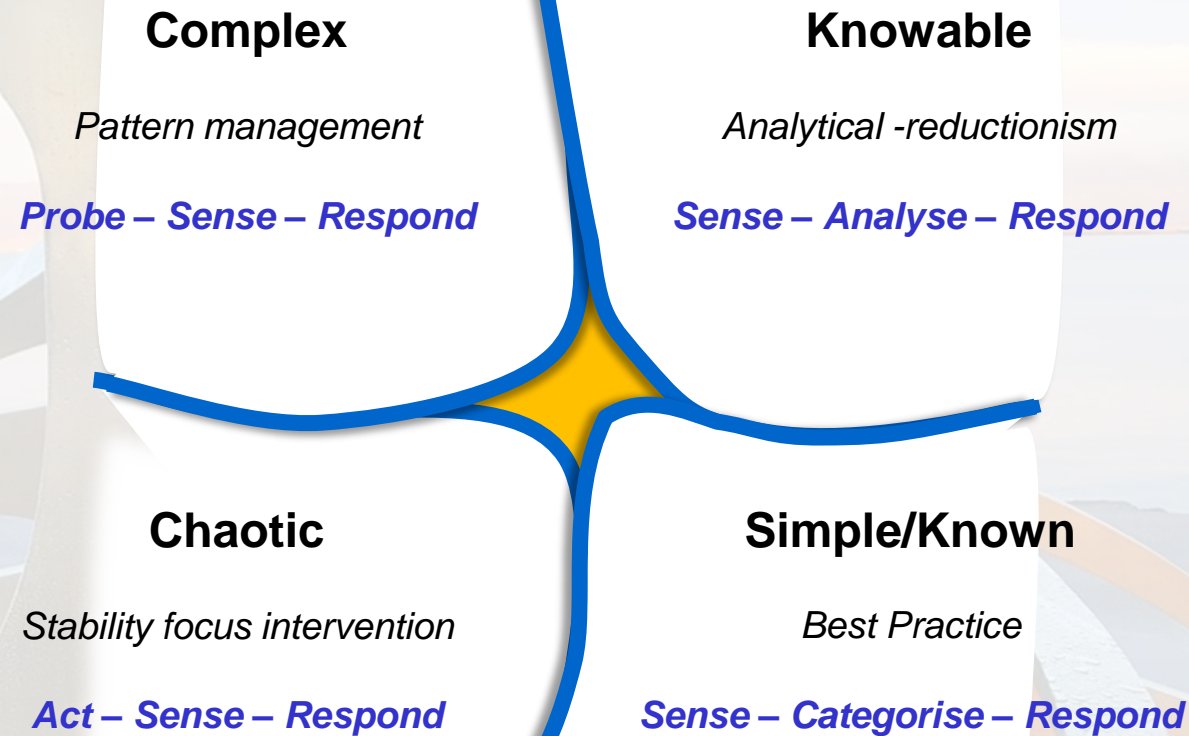 Complex
Pattern management
Probe – Sense – Respond
Knowable
Analytical -reductionism
Sense – Analyse – Respond
Chaotic
Stability focus intervention
Act – Sense – Respond
Simple/Known
Best Practice
Sense – Categorise – Respond